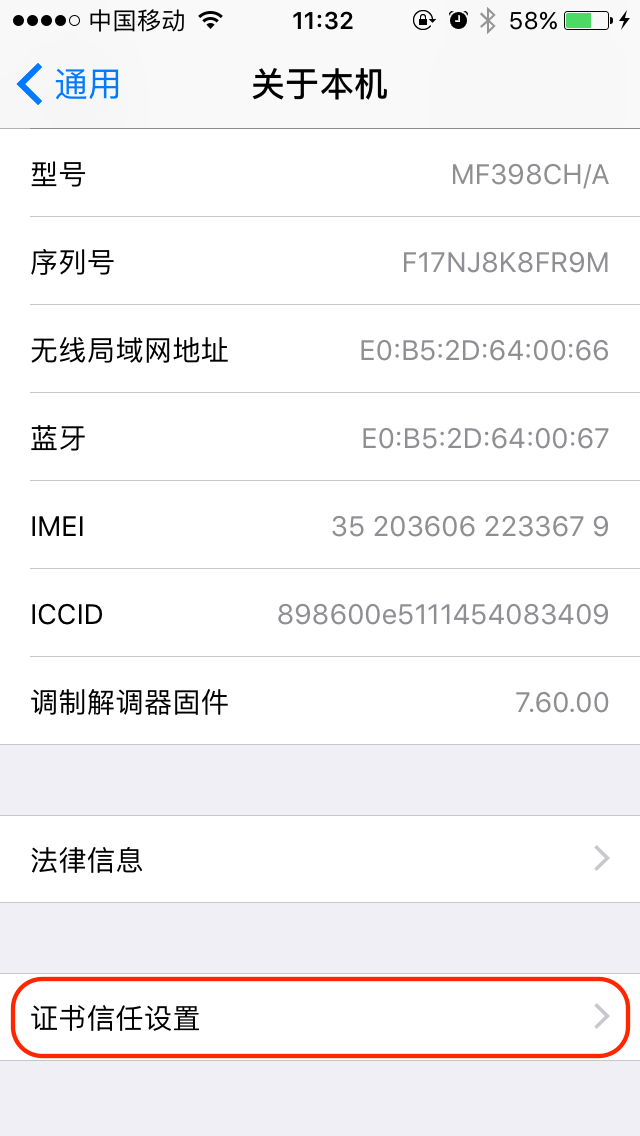 中国移动 11:32 58%
通用 关于本机
型号 MF398CH/A
序列号 F17NJ8K8FR9M
无线局域网地址 E0:B5:2D:64:00:66
蓝牙 E0:B5:2D:64:00:67
IMEI 35 203606 223367 9
ICCID 898600e5111454083409
调制解调器固件 7.60.00
法律信息
证书信任设置